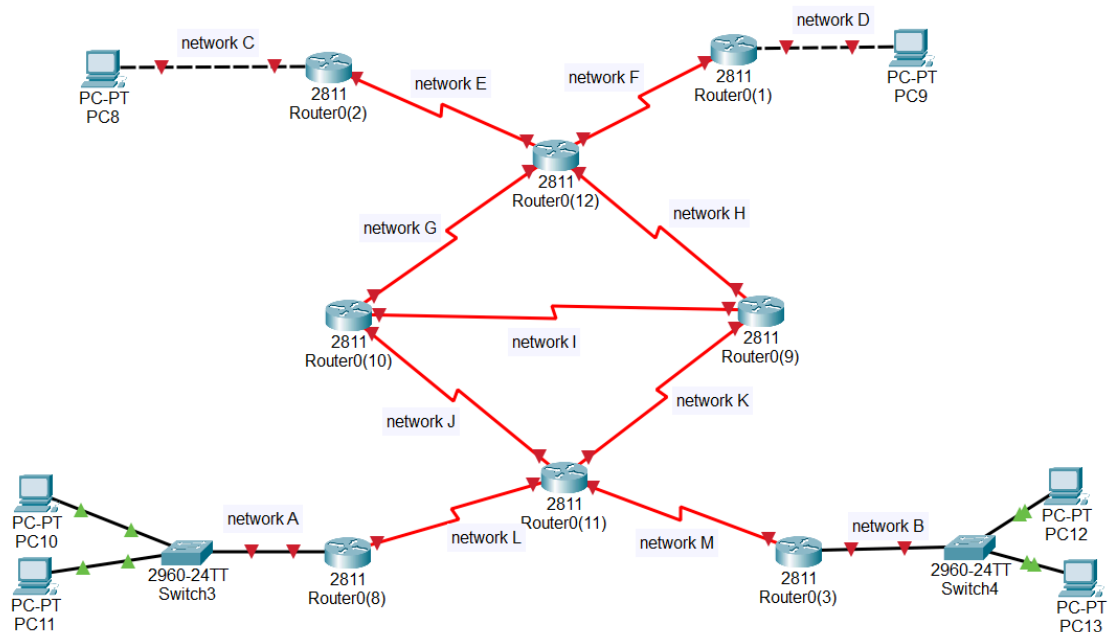 network C
network D
PC-PT
PC8
2811
Router0(2)
network E
network F
2811
Router0(1)
PC-PT
PC9
2811
Router0(12)
network G
network H
2811
Router0(10)
network I
2811
Router0(9)
network J
network K
PC-PT
PC10
network A
2811
Router0(11)
network B
PC-PT
PC12
network L
network M
2960-24TT
Switch3
2811
Router0(8)
2811
Router0(3)
2960-24TT
Switch4
PC-PT
PC11
PC-PT
PC13